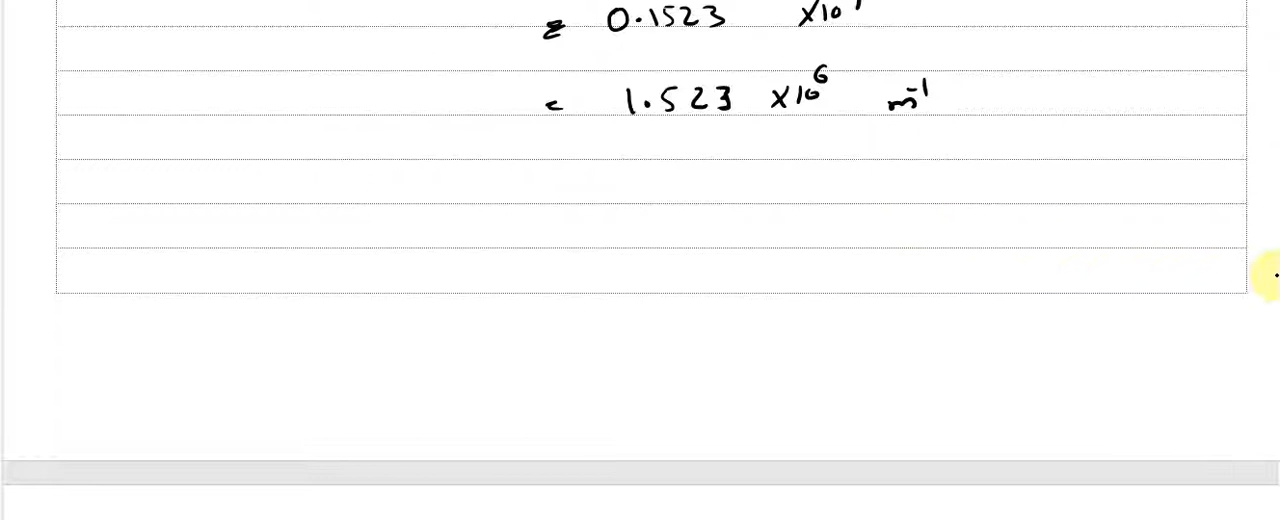 = 0.1523 ×10
= 1.523 ×10⁶ m⁻¹